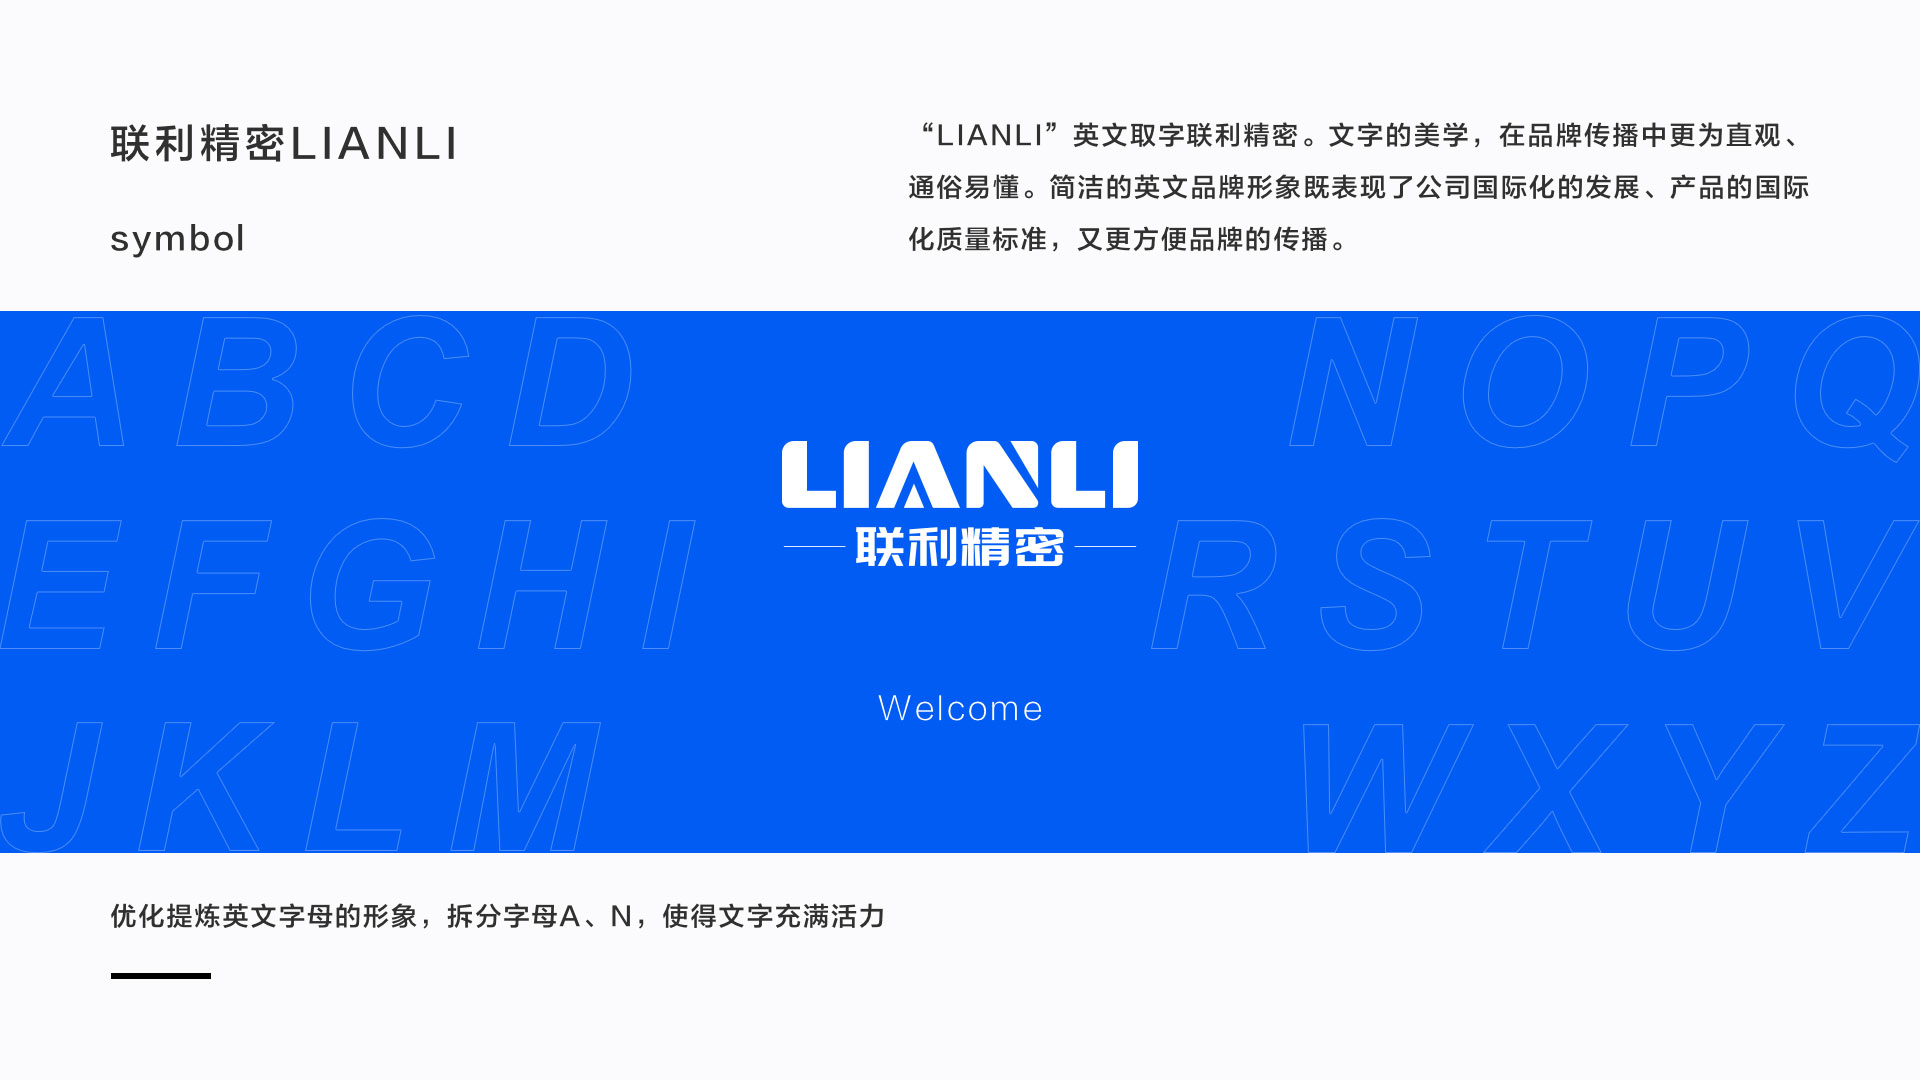 联利精密LIANLI
symbol
“LIANLI”英文取字联利精密。文字的美学，在品牌传播中更为直观、
通俗易懂。简洁的英文品牌形象既表现了公司国际化的发展、产品的国际
化质量标准，又更方便品牌的传播。
A B C D
N O P Q
LIANLI
联利精密
E F G H I
R S T U V
Welcome
J K L M
W X Y Z
优化提炼英文字母的形象，拆分字母A、N，使得文字充满活力